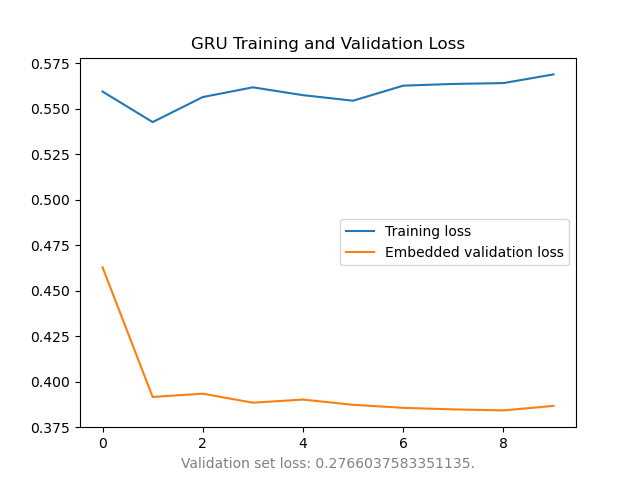 GRU Training and Validation Loss
0.575
0.550
0.525
0.500
0.475
0.450
0.425
0.400
0.375
Training loss
Embedded validation loss
0 2 4 6 8
Validation set loss: 0.2766037583351135.